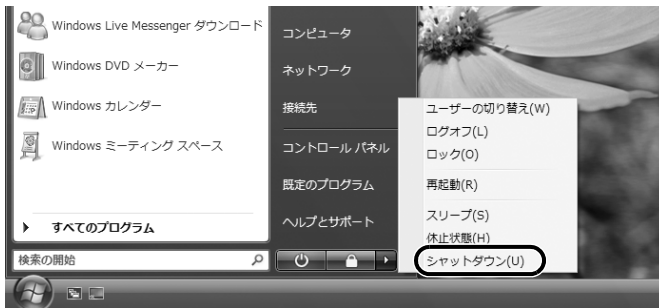 Windows Live Messenger ダウンロード
Windows DVD メーカー
Windows カレンダー
Windows ミーティング スペース
すべてのプログラム
検索の開始
コンピュータ
ネットワーク
接続先
コントロール パネル
既定のプログラム
ヘルプとサポート
ユーザーの切り替え(W)
ログオフ(L)
ロック(O)
再起動(R)
スリープ(S)
休止状態(H)
シャットダウン(U)